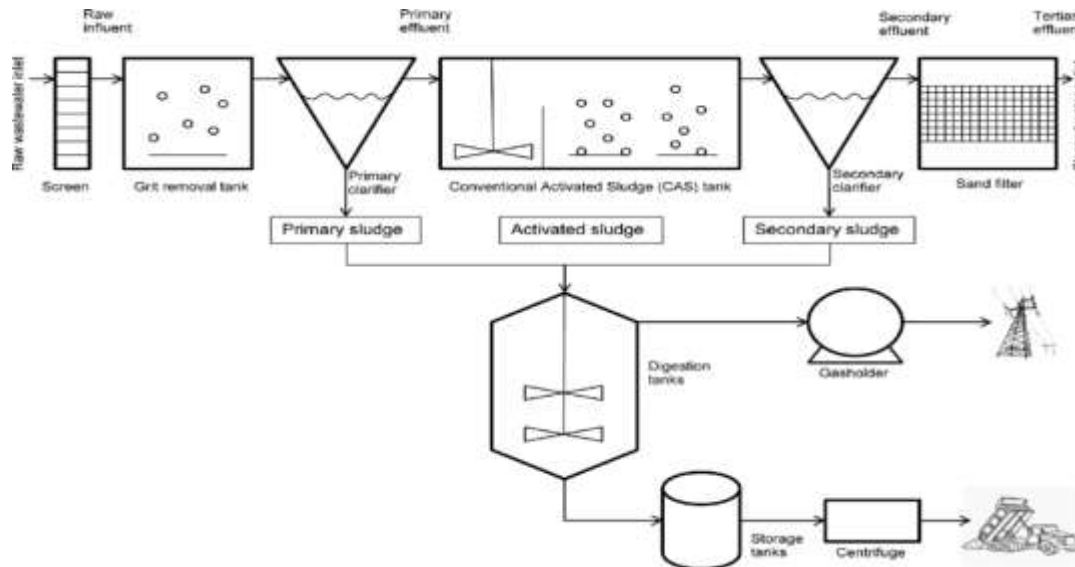 Raw
influent
Primary
effluent
Secondary
effluent
effluent
Raw wastewater inlet
Screen
Grit removal tank
Primary
clarifier
Conventional Activated Sludge (CAS) tank
Secondary
clarifier
Sand filter
Primary sludge
Activated sludge
Secondary sludge
Digestion
tanks
Gasholder
Storage
tanks
Centrifuge